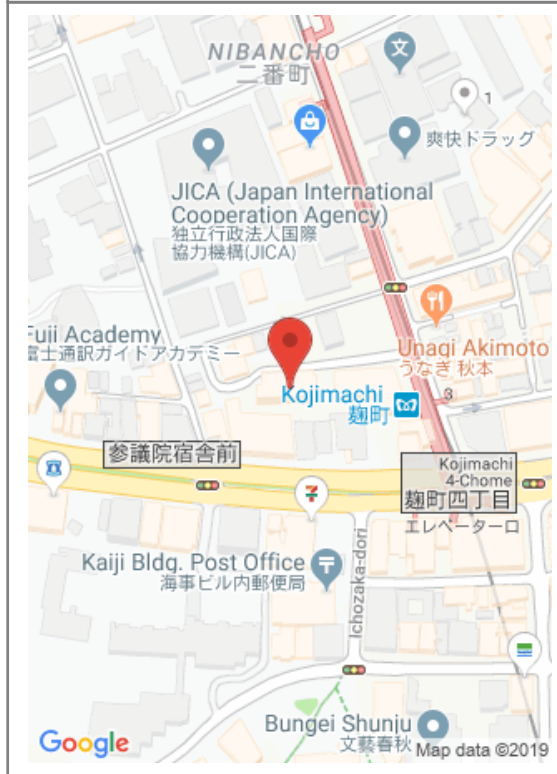 NIBANCHO
二番町
文
1
爽快ドラッグ
JICA (Japan International
Cooperation Agency)
独立行政法人国際
協力機構(JICA)
Unagi Akimoto
うなぎ 秋本
Fuji Academy
富士通訳ガイドアカデミー
Kojimachi
麹町
3
参議院宿舎前
Kojimachi
4-Chome
麹町四丁目
エレベーター口
Kaiji Bldg. Post Office
海事ビル内郵便局
Ichozaka-dori
Bungei Shunju
文藝春秋
Google
Map data ©2019